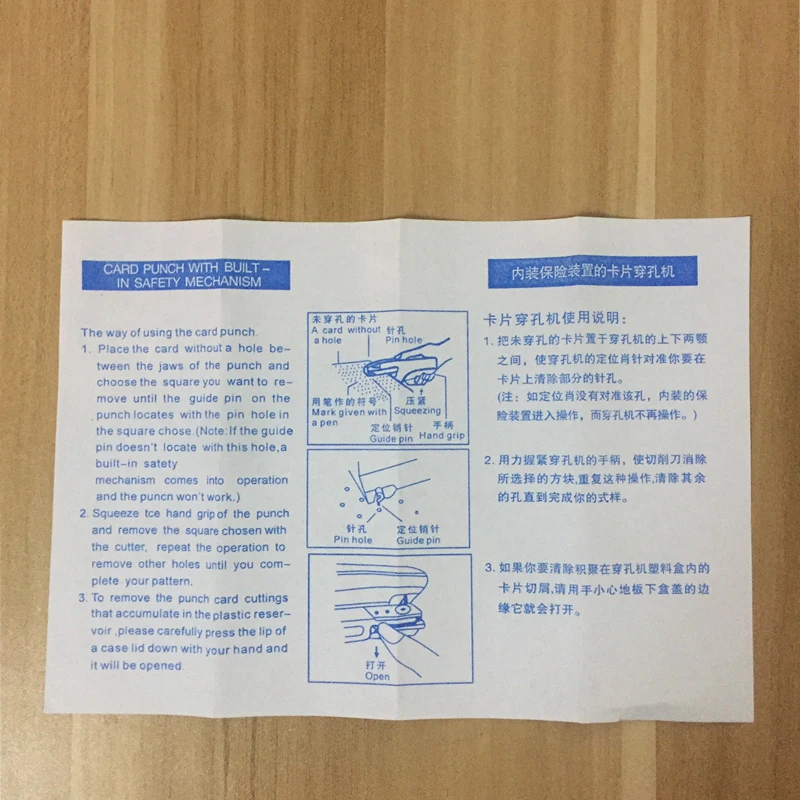 CARD PUNCH WITH BUILT-
IN SAFETY MECHANISM
The way of using the card punch.
1. Place the card without a hole be-
tween the jaws of the punch and
choose the square you want to re-
move until the guide pin on the
punch locates with the pin hole in
the square chose.(Note:If the guide
pin doesn't locate with this hole,a
built-in safety
mechanism comes into operation
and the puncn won't work.)
2. Squeeze tce hand grip of the punch
and remove the square chosen with
the cutter, repeat the operation to
remove other holes until you com-
plete your pattern.
3. To remove the punch card cuttings
that accumulate in the plastic reser-
voir ,please carefully press the lip of
a case lid down with your hand and
it will be opened.
未穿孔的卡片
A card without
a hole
针孔
Pin hole
用笔作的符号
Mark given with
a pen
压紧
Squeezing
定位销针
Guide pin
手柄
Hand grip
针孔
Pin hole
定位销针
Guide pin
打开
Open
内装保险装置的卡片穿孔机
卡片穿孔机使用说明:
1. 把未穿孔的卡片置于穿孔机的上下两颚
之间，使穿孔机的定位肖针对准你要在
卡片上清除部分的针孔。
(注：如定位肖没有对准该孔，内装的保
险装置进入操作，而穿孔机不再操作。)
2. 用力握紧穿孔机的手柄，使切削刀消除
所选择的方块,重复这种操作,清除其余
的孔直到完成你的式样。
3. 如果你要清除积聚在穿孔机塑料盒内的
卡片切屑,请用手小心地板下盒盖的边
缘它就会打开。